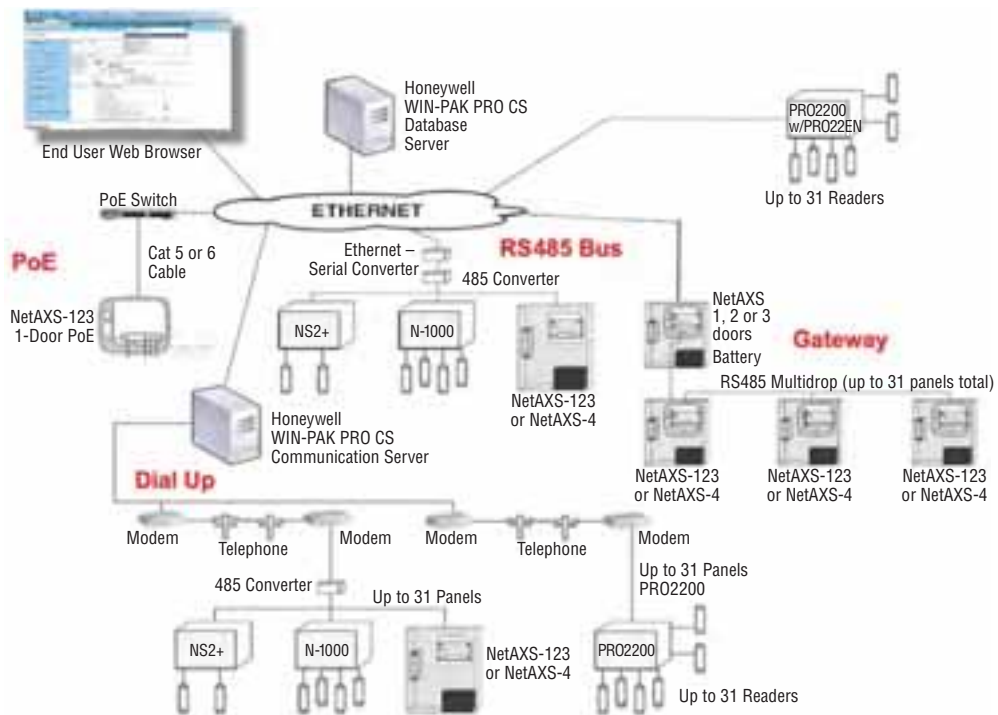 Honeywell
WIN-PAK PRO CS
Database
Server
PRO2200
w/PRO22EN
End User Web Browser
Up to 31 Readers
PoE Switch
ETHERNET
PoE
Cat 5 or 6
Cable
Ethernet –
Serial Converter
RS485 Bus
485 Converter
NetAXS-123
1-Door PoE
NS2+
N-1000
NetAXS
1, 2 or 3
doors
Battery
Gateway
RS485 Multidrop (up to 31 panels total)
NetAXS-123
or NetAXS-4
Honeywell
WIN-PAK PRO CS
Communication Server
NetAXS-123
or NetAXS-4
NetAXS-123
or NetAXS-4
NetAXS-123
or NetAXS-4
Dial Up
Modem
Telephone
Modem
Modem
Telephone
Modem
485 Converter
Up to 31 Panels
Up to 31 Panels
PRO2200
NS2+
N-1000
NetAXS-123
or NetAXS-4
PRO2200
Up to 31 Readers